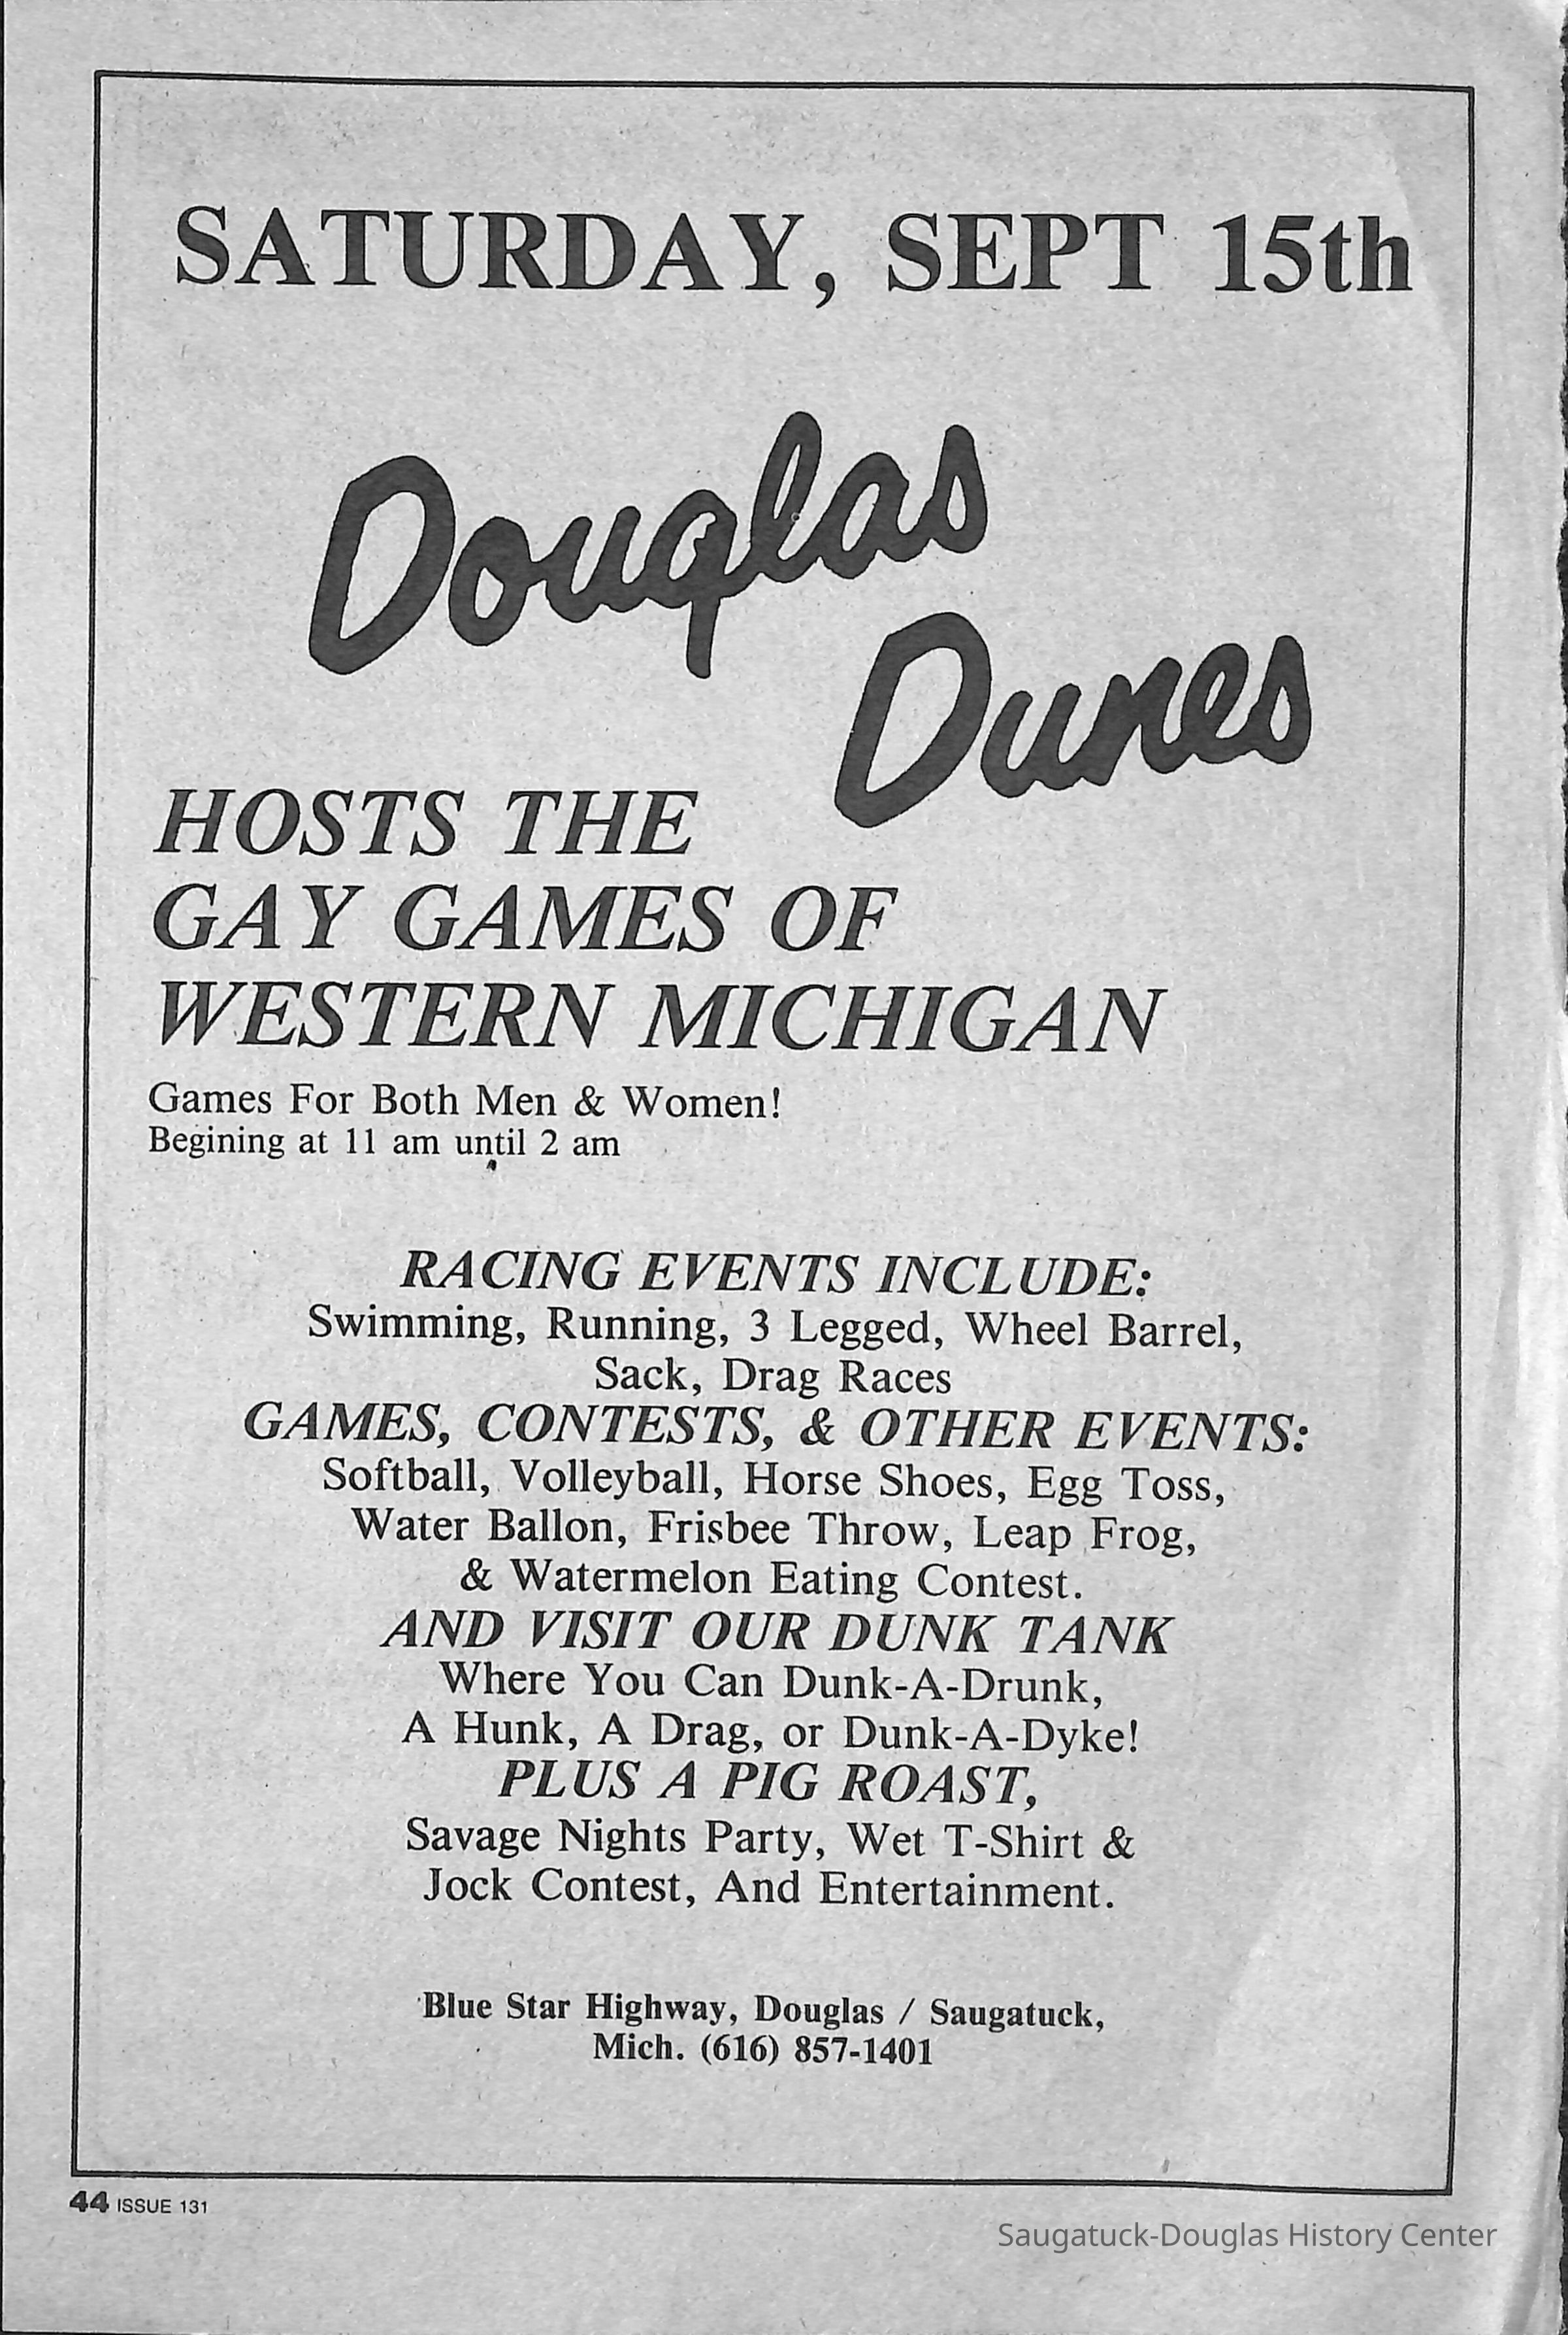 SATURDAY, SEPT 15th
Douglas
Dunes
HOSTS THE
GAY GAMES OF
WESTERN MICHIGAN
Games For Both Men & Women!
Begining at 11 am until 2 am
RACING EVENTS INCLUDE:
Swimming, Running, 3 Legged, Wheel Barrel,
Sack, Drag Races
GAMES, CONTESTS, & OTHER EVENTS:
Softball, Volleyball, Horse Shoes, Egg Toss,
Water Ballon, Frisbee Throw, Leap Frog,
& Watermelon Eating Contest.
AND VISIT OUR DUNK TANK
Where You Can Dunk-A-Drunk,
A Hunk, A Drag, or Dunk-A-Dyke!
PLUS A PIG ROAST,
Savage Nights Party, Wet T-Shirt &
Jock Contest, And Entertainment.
Blue Star Highway, Douglas / Saugatuck,
Mich. (616) 857-1401
44 ISSUE 131
Saugatuck-Douglas History Center